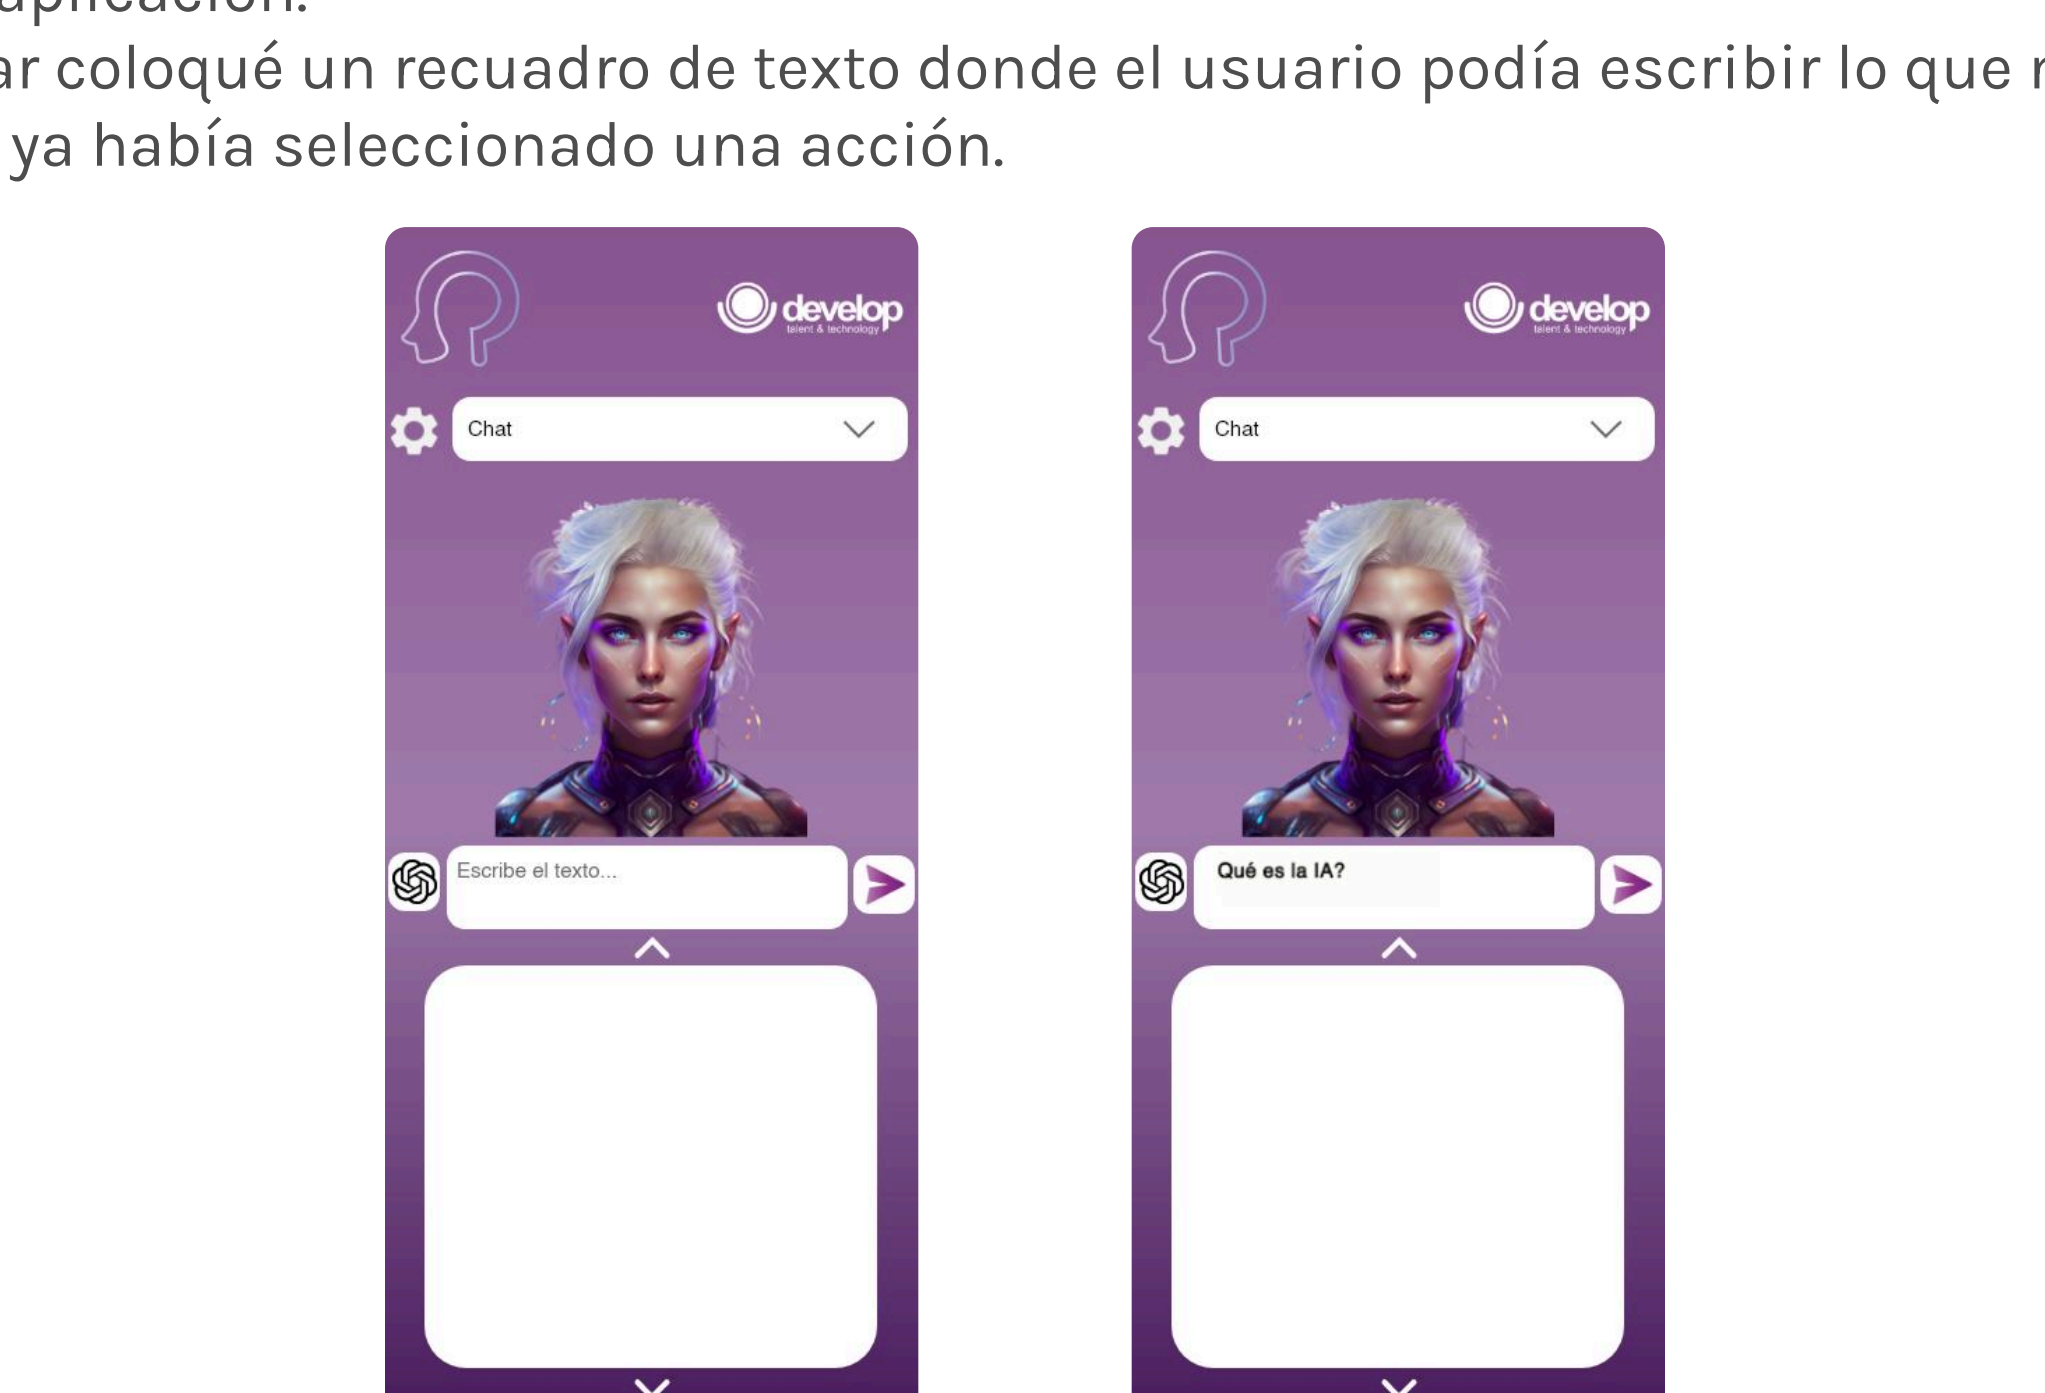 aplicación.
ar coloqué un recuadro de texto donde el usuario podía escribir lo que
ya había seleccionado una acción.
develop
talent & technology
Chat
Escribe el texto...
develop
talent & technology
Chat
Qué es la IA?